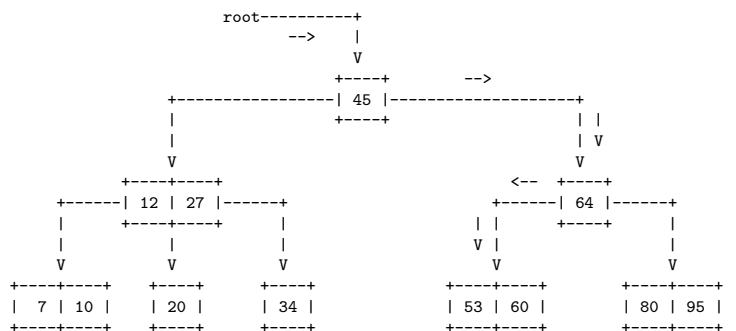 root----------+
-->    |
V
+----+        -->
+-----------------| 45 |--------------------+
|                 +----+                    | |
|                                           | V
V                                           V
+----+----+                               <--  +----+
+------| 12 | 27 |------+                      +------| 64 |------+
|      +----+----+      |                    | |      +----+      |
|           |           |                    V |                  |
V           V           V                      V                  V
+----+----+    +----+      +----+              +----+----+        +----+----+
|  7 | 10 |    | 20 |      | 34 |              | 53 | 60 |        | 80 | 95 |
+----+----+    +----+      +----+              +----+----+        +----+----+